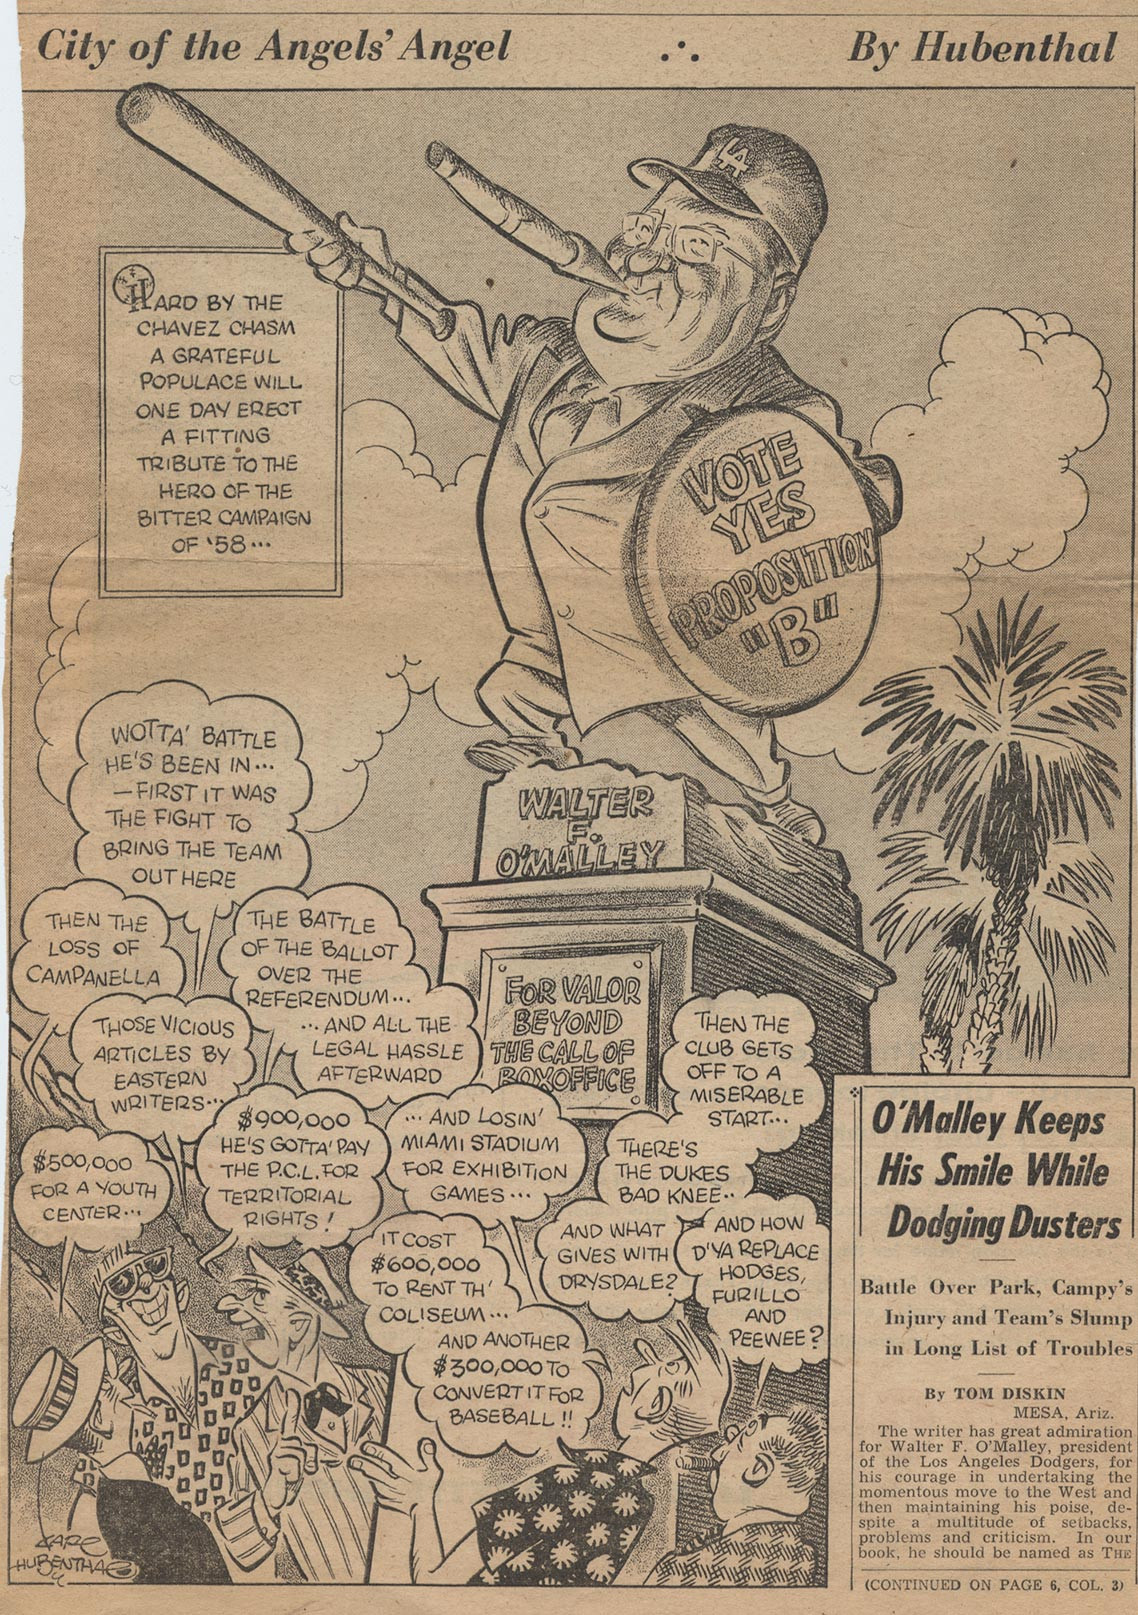 City of the Angels' Angel ∴ By Hubenthal
HARD BY THE
CHAVEZ CHASM
A GRATEFUL
POPULACE WILL
ONE DAY ERECT
A FITTING
TRIBUTE TO THE
HERO OF THE
BITTER CAMPAIGN
OF '58...
LA
VOTE
YES
PROPOSITION
"B"
WALTER
F.
O'MALLEY
FOR VALOR
BEYOND
THE CALL OF
BOXOFFICE
WOTTA' BATTLE
HE'S BEEN IN...
—FIRST IT WAS
THE FIGHT TO
BRING THE TEAM
OUT HERE
THEN THE
LOSS OF
CAMPANELLA
THE BATTLE
OF THE BALLOT
OVER THE
REFERENDUM...
...AND ALL THE
LEGAL HASSLE
AFTERWARD
THOSE VICIOUS
ARTICLES BY
EASTERN
WRITERS...
$500,000
FOR A YOUTH
CENTER...
$900,000
HE'S GOTTA' PAY
THE P.C.L. FOR
TERRITORIAL
RIGHTS!
...AND LOSIN'
MIAMI STADIUM
FOR EXHIBITION
GAMES...
THEN THE
CLUB GETS
OFF TO A
MISERABLE
START...
THERE'S
THE DUKES
BAD KNEE..
IT COST
$600,000
TO RENT TH'
COLISEUM...
AND ANOTHER
$300,000 TO
CONVERT IT FOR
BASEBALL!!
AND WHAT
GIVES WITH
DRYSDALE?
AND HOW
D'YA REPLACE
HODGES,
FURILLO
AND
PEEWEE?
KARL
HUBENTHAL
O'Malley Keeps
His Smile While
Dodging Dusters
Battle Over Park, Campy's
Injury and Team's Slump
in Long List of Troubles
By TOM DISKIN
MESA, Ariz.
The writer has great admiration
for Walter F. O'Malley, president
of the Los Angeles Dodgers, for
his courage in undertaking the
momentous move to the West and
then maintaining his poise, de-
spite a multitude of setbacks,
problems and criticism. In our
book, he should be named as THE
(CONTINUED ON PAGE 6, COL. 3)